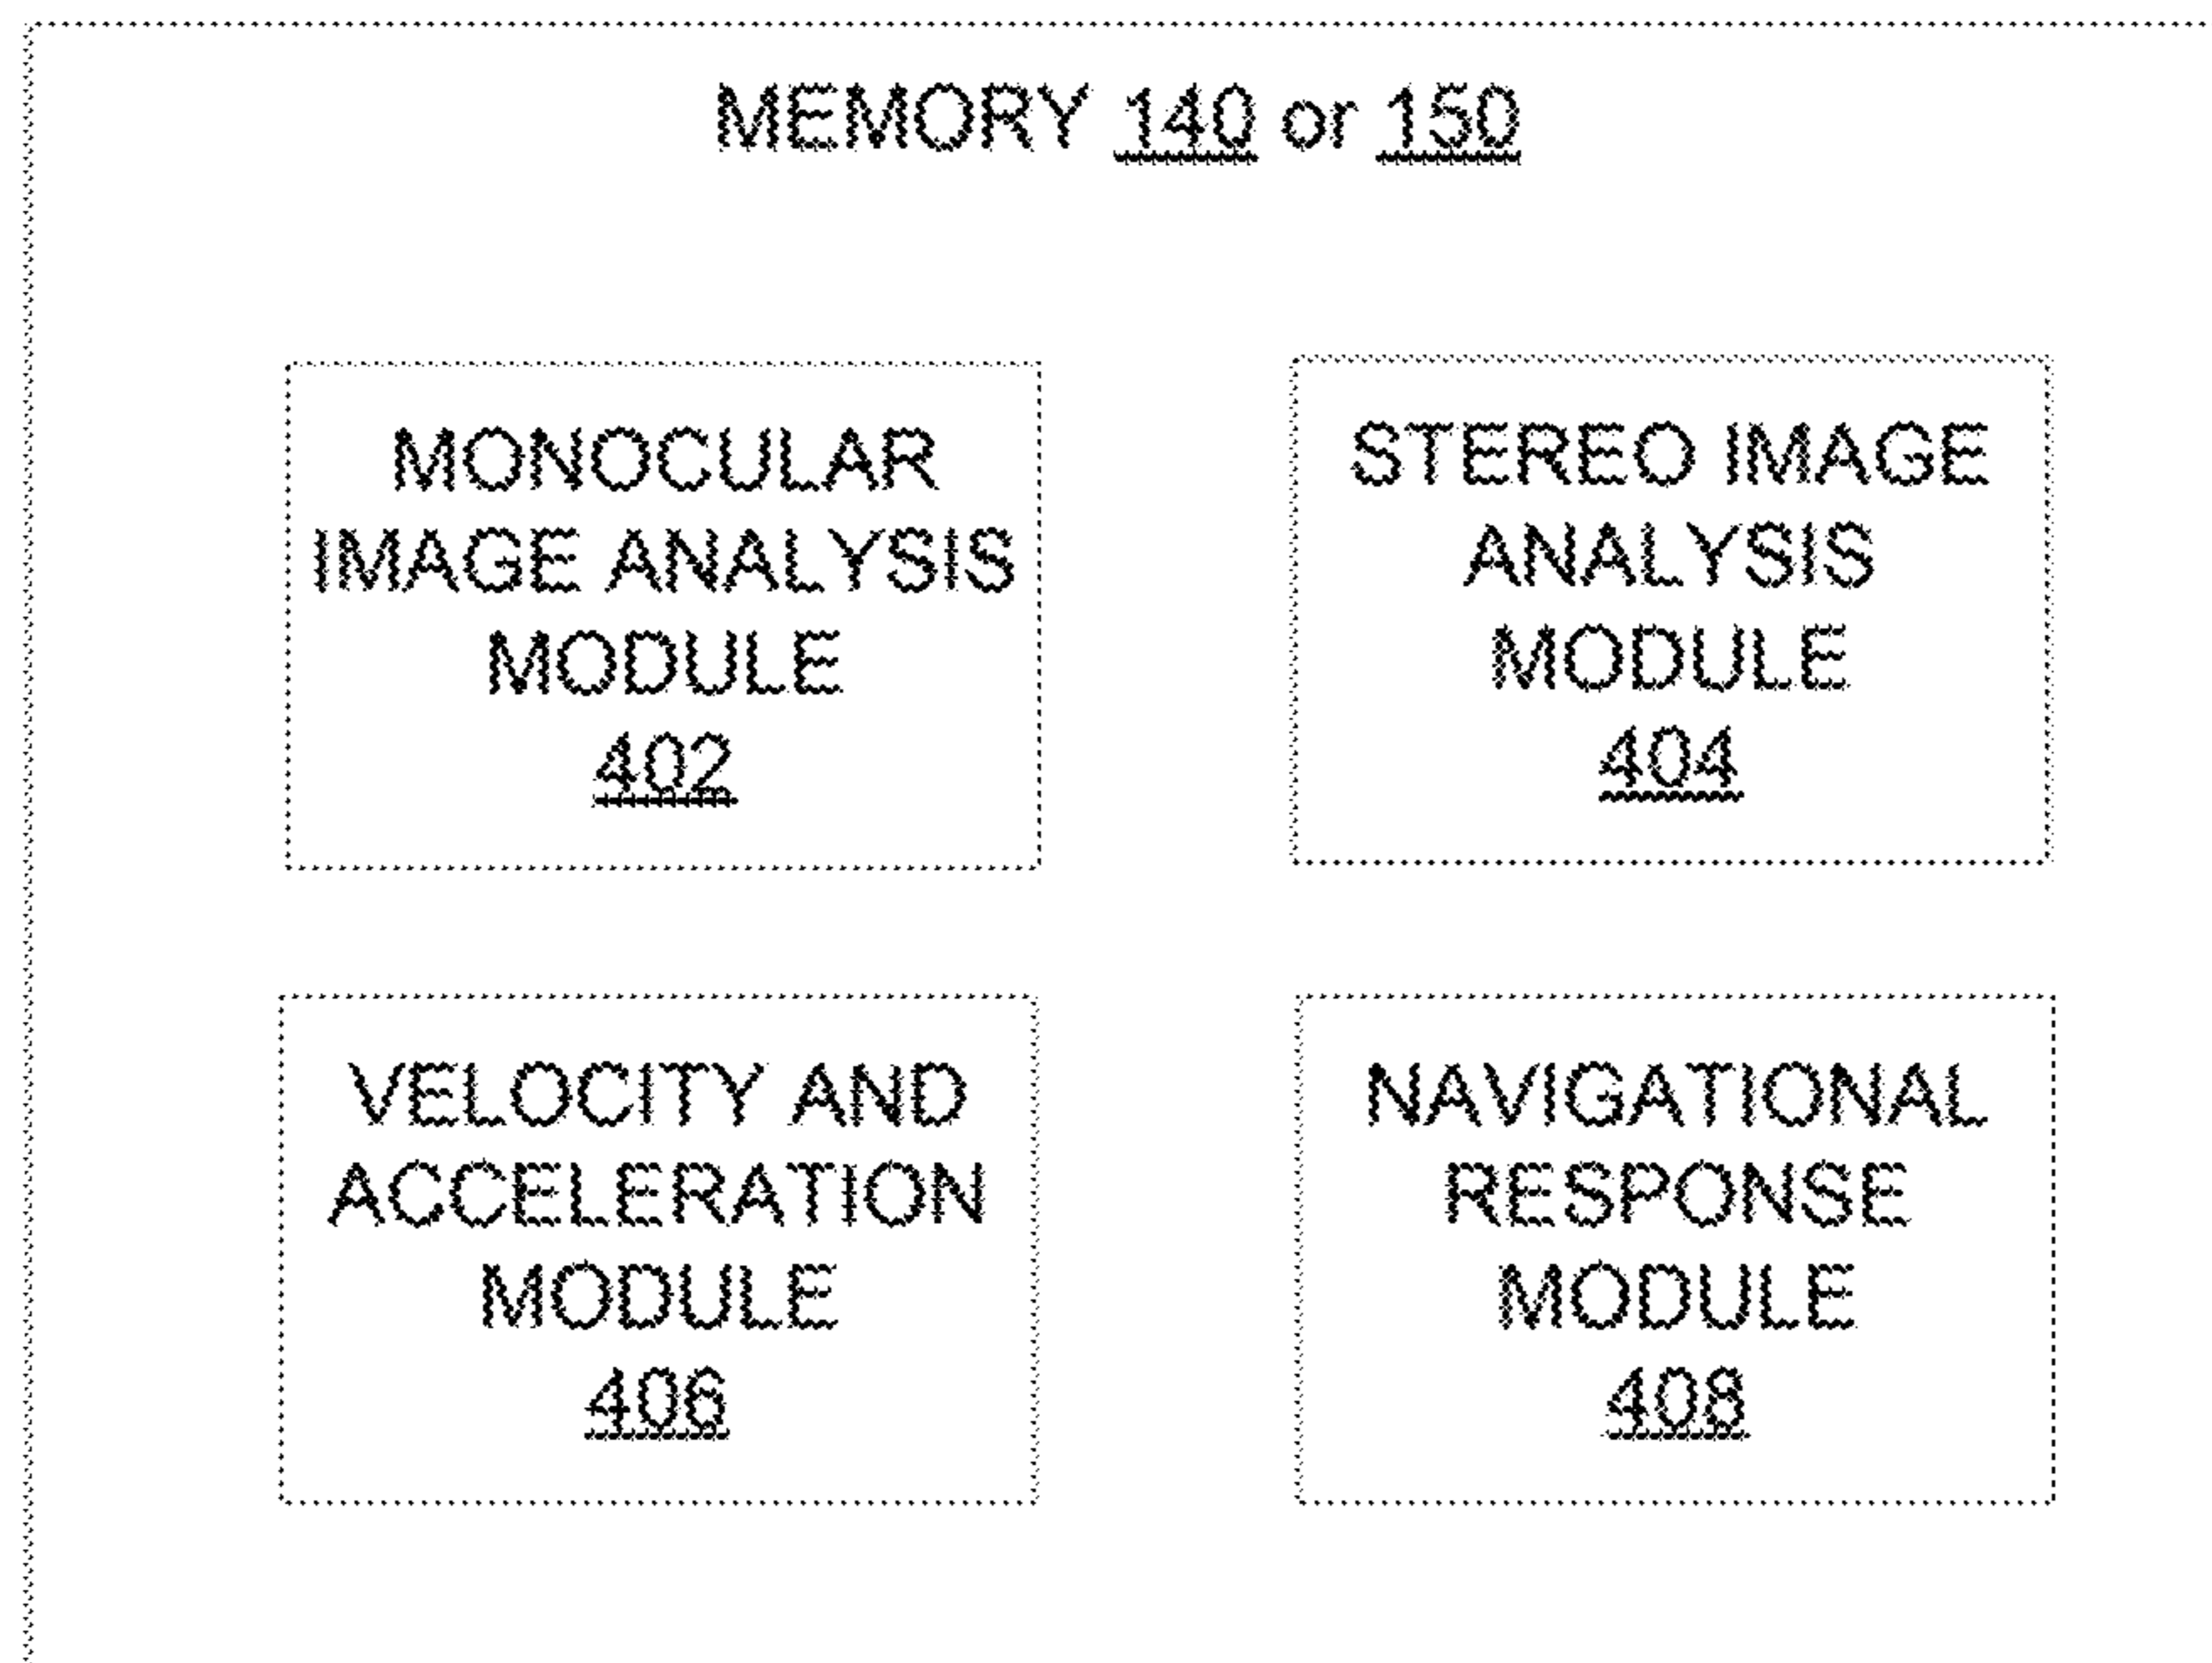 MEMORY 140 or 150
MONOCULAR
IMAGE ANALYSIS
MODULE
402
STEREO IMAGE
ANALYSIS
MODULE
404
VELOCITY AND
ACCELERATION
MODULE
406
NAVIGATIONAL
RESPONSE
MODULE
408